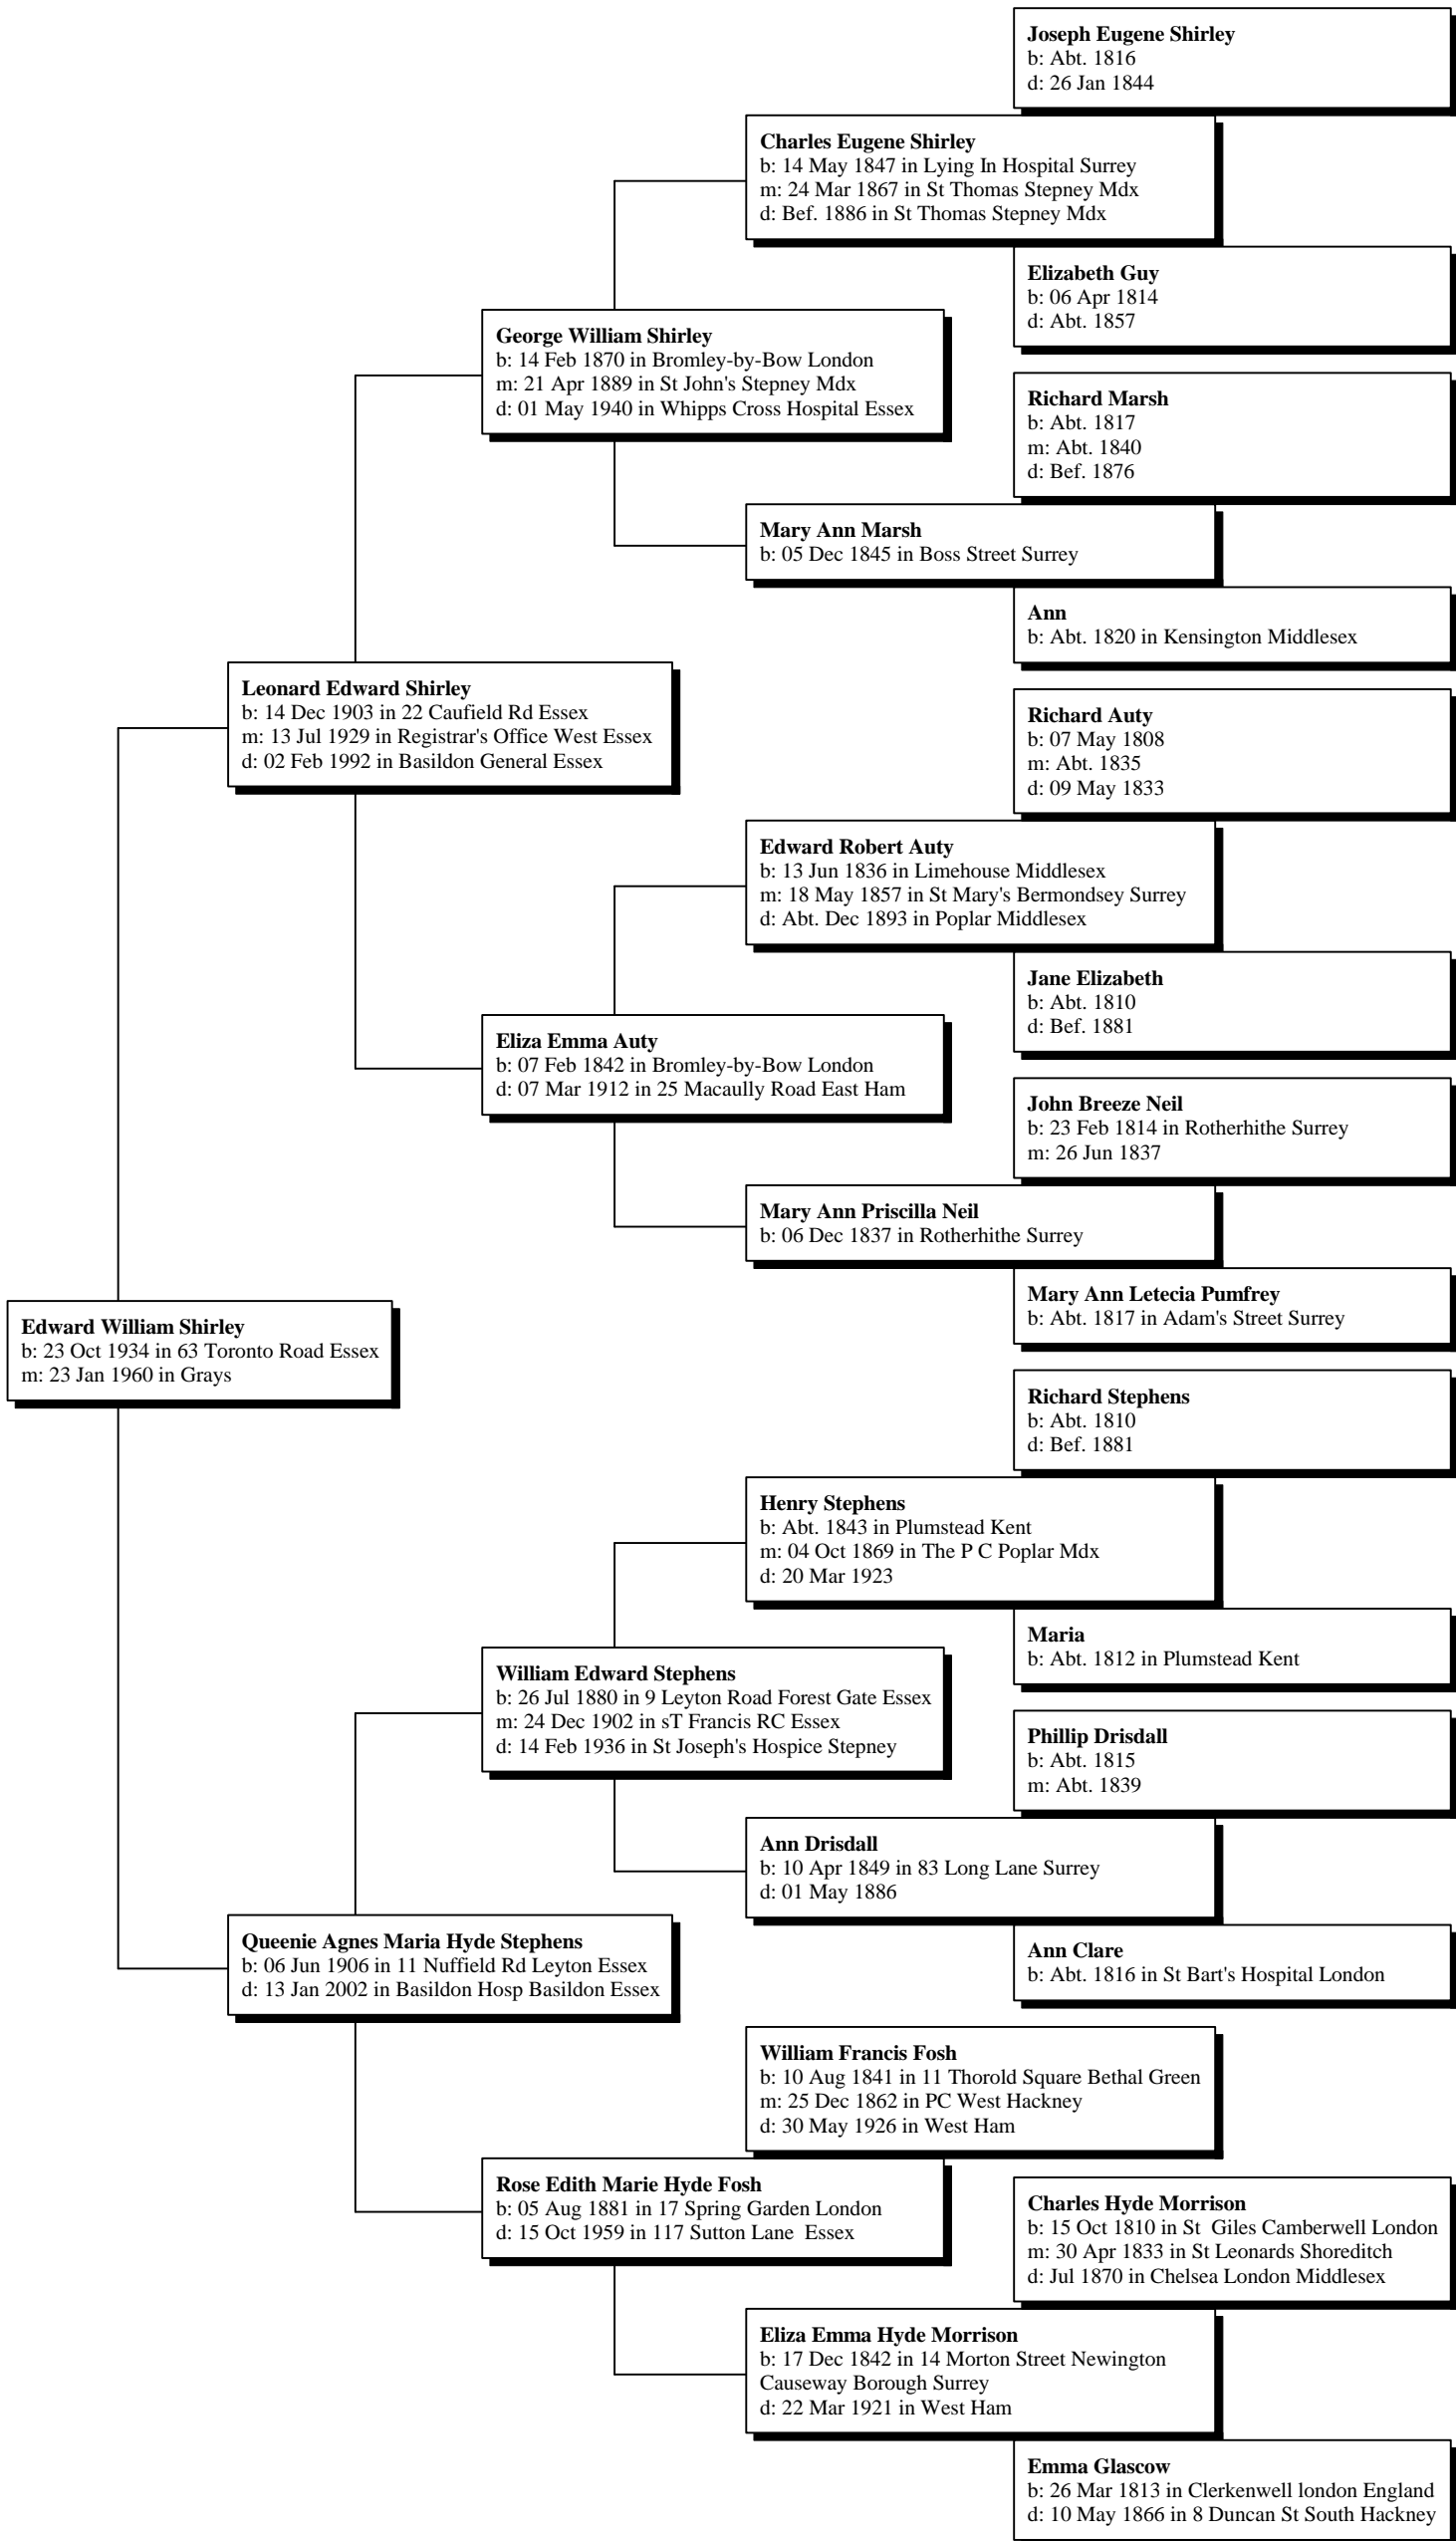 Joseph Eugene Shirley
b: Abt. 1816
d: 26 Jan 1844
Charles Eugene Shirley
b: 14 May 1847 in Lying In Hospital Surrey
m: 24 Mar 1867 in St Thomas Stepney Mdx
d: Bef. 1886 in St Thomas Stepney Mdx
Elizabeth Guy
b: 06 Apr 1814
d: Abt. 1857
George William Shirley
b: 14 Feb 1870 in Bromley-by-Bow London
m: 21 Apr 1889 in St John's Stepney Mdx
d: 01 May 1940 in Whipps Cross Hospital Essex
Richard Marsh
b: Abt. 1817
m: Abt. 1840
d: Bef. 1876
Mary Ann Marsh
b: 05 Dec 1845 in Boss Street Surrey
Ann
b: Abt. 1820 in Kensington Middlesex
Leonard Edward Shirley
b: 14 Dec 1903 in 22 Caufield Rd Essex
m: 13 Jul 1929 in Registrar's Office West Essex
d: 02 Feb 1992 in Basildon General Essex
Richard Auty
b: 07 May 1808
m: Abt. 1835
d: 09 May 1833
Edward Robert Auty
b: 13 Jun 1836 in Limehouse Middlesex
m: 18 May 1857 in St Mary's Bermondsey Surrey
d: Abt. Dec 1893 in Poplar Middlesex
Jane Elizabeth
b: Abt. 1810
d: Bef. 1881
Eliza Emma Auty
b: 07 Feb 1842 in Bromley-by-Bow London
d: 07 Mar 1912 in 25 Macaully Road East Ham
John Breeze Neil
b: 23 Feb 1814 in Rotherhithe Surrey
m: 26 Jun 1837
Mary Ann Priscilla Neil
b: 06 Dec 1837 in Rotherhithe Surrey
Mary Ann Letecia Pumfrey
b: Abt. 1817 in Adam's Street Surrey
Edward William Shirley
b: 23 Oct 1934 in 63 Toronto Road Essex
m: 23 Jan 1960 in Grays
Richard Stephens
b: Abt. 1810
d: Bef. 1881
Henry Stephens
b: Abt. 1843 in Plumstead Kent
m: 04 Oct 1869 in The P C Poplar Mdx
d: 20 Mar 1923
Maria
b: Abt. 1812 in Plumstead Kent
William Edward Stephens
b: 26 Jul 1880 in 9 Leyton Road Forest Gate Essex
m: 24 Dec 1902 in sT Francis RC Essex
d: 14 Feb 1936 in St Joseph's Hospice Stepney
Phillip Drisdall
b: Abt. 1815
m: Abt. 1839
Ann Drisdall
b: 10 Apr 1849 in 83 Long Lane Surrey
d: 01 May 1886
Ann Clare
b: Abt. 1816 in St Bart's Hospital London
Queenie Agnes Maria Hyde Stephens
b: 06 Jun 1906 in 11 Nuffield Rd Leyton Essex
d: 13 Jan 2002 in Basildon Hosp Basildon Essex
William Francis Fosh
b: 10 Aug 1841 in 11 Thorold Square Bethal Green
m: 25 Dec 1862 in PC West Hackney
d: 30 May 1926 in West Ham
Rose Edith Marie Hyde Fosh
b: 05 Aug 1881 in 17 Spring Garden London
d: 15 Oct 1959 in 117 Sutton Lane  Essex
Charles Hyde Morrison
b: 15 Oct 1810 in St  Giles Camberwell London
m: 30 Apr 1833 in St Leonards Shoreditch
d: Jul 1870 in Chelsea London Middlesex
Eliza Emma Hyde Morrison
b: 17 Dec 1842 in 14 Morton Street Newington
Causeway Borough Surrey
d: 22 Mar 1921 in West Ham
Emma Glascow
b: 26 Mar 1813 in Clerkenwell london England
d: 10 May 1866 in 8 Duncan St South Hackney